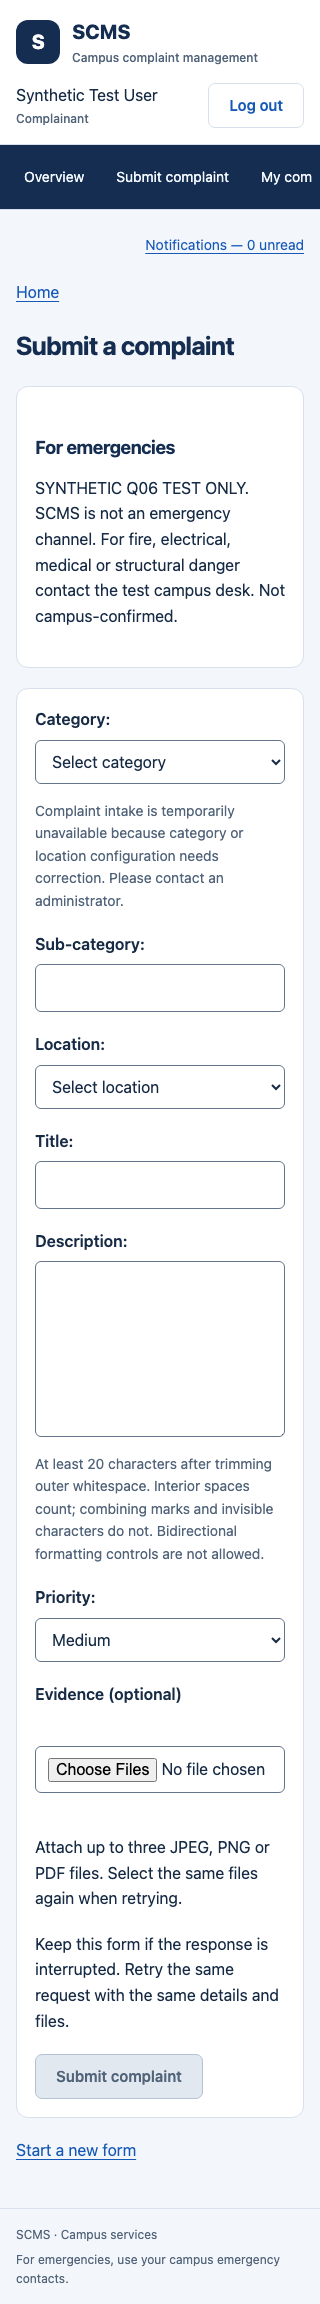 S
SCMS
Campus complaint management
Synthetic Test User
Complainant
Log out
Overview
Submit complaint
My com
Notifications — 0 unread
Home
Submit a complaint
For emergencies
SYNTHETIC Q06 TEST ONLY.
SCMS is not an emergency
channel. For fire, electrical,
medical or structural danger
contact the test campus desk. Not
campus-confirmed.
Category:
Select category
Complaint intake is temporarily
unavailable because category or
location configuration needs
correction. Please contact an
administrator.
Sub-category:
Location:
Select location
Title:
Description:
At least 20 characters after trimming
outer whitespace. Interior spaces
count; combining marks and invisible
characters do not. Bidirectional
formatting controls are not allowed.
Priority:
Medium
Evidence (optional)
Choose Files No file chosen
Attach up to three JPEG, PNG or
PDF files. Select the same files
again when retrying.
Keep this form if the response is
interrupted. Retry the same
request with the same details and
files.
Submit complaint
Start a new form
SCMS · Campus services
For emergencies, use your campus emergency
contacts.